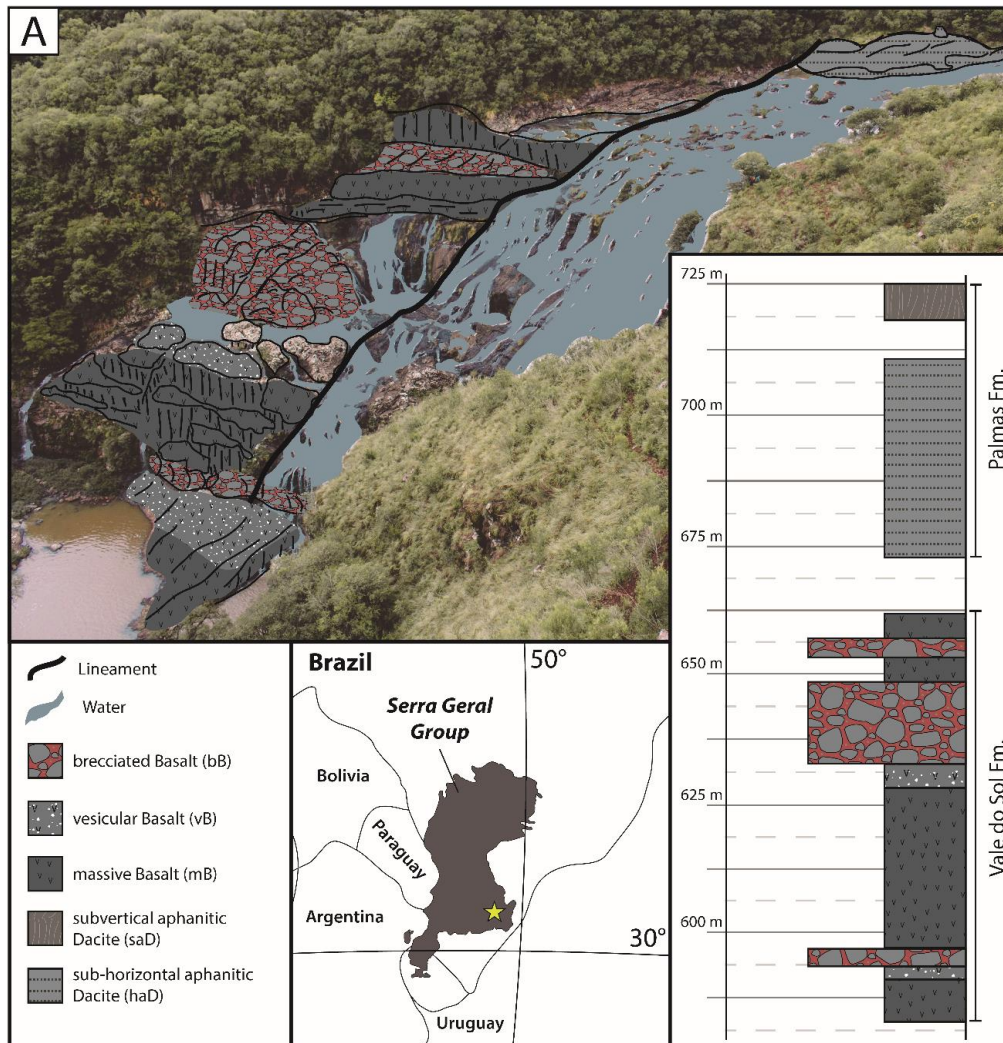 A
Lineament
Water
brecciated Basalt (bB)
vesicular Basalt (vB)
massive Basalt (mB)
subvertical aphanitic
Dacite (saD)
sub-horizontal aphanitic
Dacite (haD)
Brazil
50°
Serra Geral
Group
Bolivia
Paraguay
Argentina
30°
Uruguay
725 m
700 m
675 m
650 m
625 m
600 m
Palmas Fm.
Vale do Sol Fm.